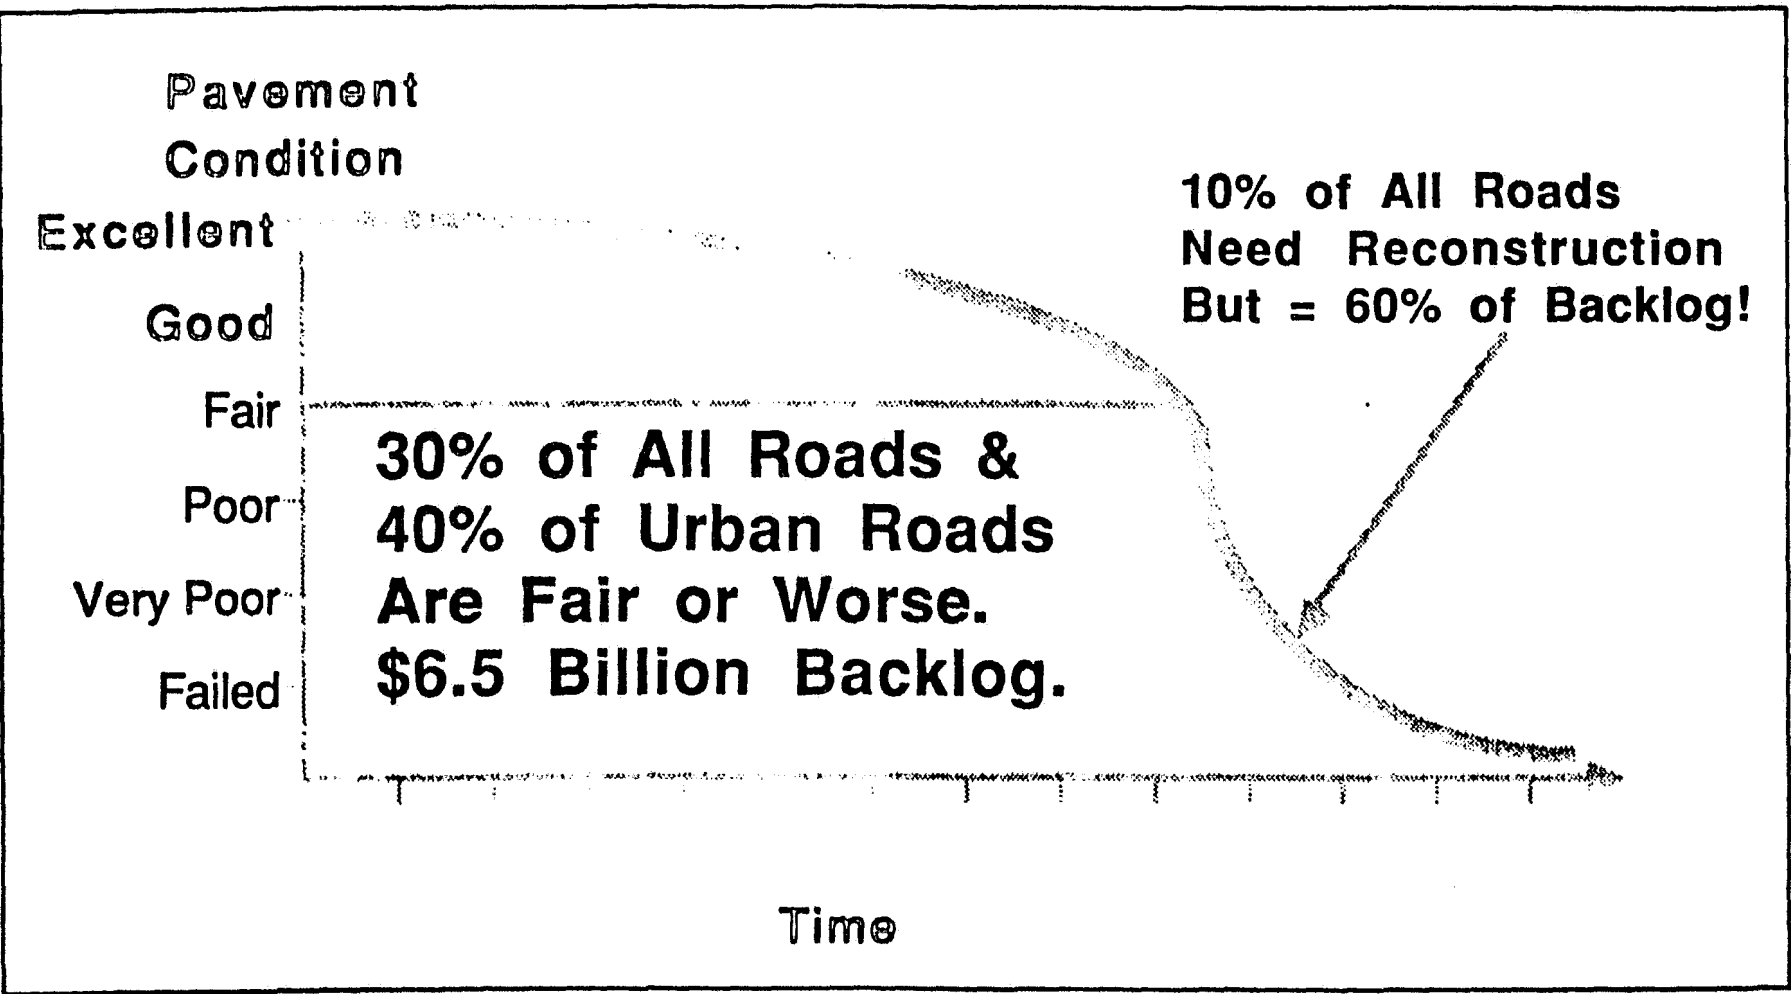 Pavement
Condition
Excellent
Good
Fair
Poor
Very Poor
Failed
10% of All Roads
Need Reconstruction
But = 60% of Backlog!
30% of All Roads &
40% of Urban Roads
Are Fair or Worse.
$6.5 Billion Backlog.
Time